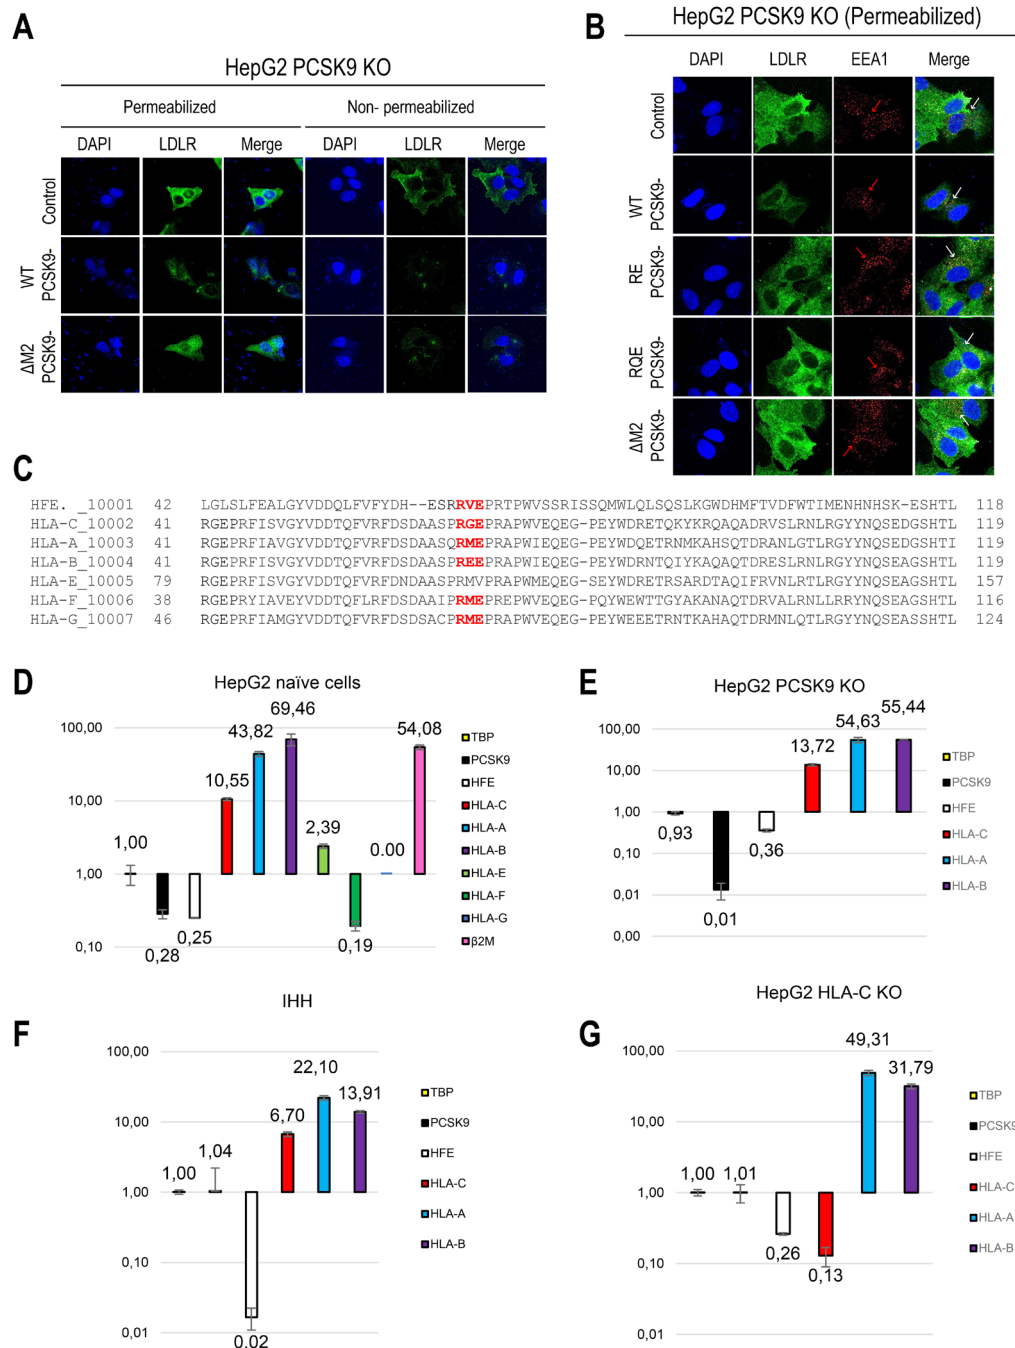 A
HepG2 PCSK9 KO
Permeabilized
Non- permeabilized
DAPI LDLR Merge DAPI LDLR Merge
Control
WT PCSK9-
ΔM2 PCSK9-
B
HepG2 PCSK9 KO (Permeabilized)
DAPI LDLR EEA1 Merge
Control
WT PCSK9-
RE PCSK9-
RQE PCSK9-
ΔM2 PCSK9-
C
HFE. _10001 42 LGLSLFEALGYVDDQLFVFYDH--ESRRVEPRTPWVSSRISSQMWLQLSQSLKGWDHMFTVDFWTIMENHNHSK-ESHTL 118
HLA-C_10002 41 RGEPRFISVGYVDDTQFVRFDSDAASPRGEPRAPWVEQEG-PEYWDRETQKYKRQAQADRVSLRNLRGYYNQSEDGSHTL 119
HLA-A_10003 41 RGEPRFIAVGYVDDTQFVRFDSDAASQRMEPRAPWIEQEG-PEYWDQETRNMKAHSQTDRANLGTLRGYYNQSEDGSHTI 119
HLA-B_10004 41 RGEPRFISVGYVDDTQFVRFDSDAASPREEPRAPWIEQEG-PEYWDRNTQIYKAQAQTDRESLRNLRGYYNQSEAGSHTL 119
HLA-E_10005 79 RGEPRFISVGYVDDTQFVRFDNDAASPRMVPRAPWMEQEG-SEYWDRETRSARDTAQIFRVNLRTLRGYYNQSEAGSHTL 157
HLA-F_10006 38 RGEPRYIAVEYVDDTQFLRFDSDAAIPRMEPREPWVEQEG-PQYWEWTTGYAKANAQTDRVALRNLLRRYNQSEAGSHTL 116
HLA-G_10007 46 RGEPRFIAMGYVDDTQFVRFDSDSACPRMEPRAPWVEQEG-PEYWEEETRNTKAHAQTDRMNLQTLRGYYNQSEASSHTL 124
D
HepG2 naïve cells
100,00
10,00
1,00
0,10
1,00
0,28
0,25
10,55
43,82
69,46
2,39
0,19
0.00
54,08
TBP
PCSK9
HFE
HLA-C
HLA-A
HLA-B
HLA-E
HLA-F
HLA-G
β2M
E
HepG2 PCSK9 KO
100,00
10,00
1,00
0,10
0,01
0,00
0,93
0,01
0,36
13,72
54,63
55,44
TBP
PCSK9
HFE
HLA-C
HLA-A
HLA-B
F
IHH
100,00
10,00
1,00
0,10
0,01
1,00
1,04
0,02
6,70
22,10
13,91
TBP
PCSK9
HFE
HLA-C
HLA-A
HLA-B
G
HepG2 HLA-C KO
100,00
10,00
1,00
0,10
0,01
1,00
1,01
0,26
0,13
49,31
31,79
TBP
PCSK9
HFE
HLA-C
HLA-A
HLA-B